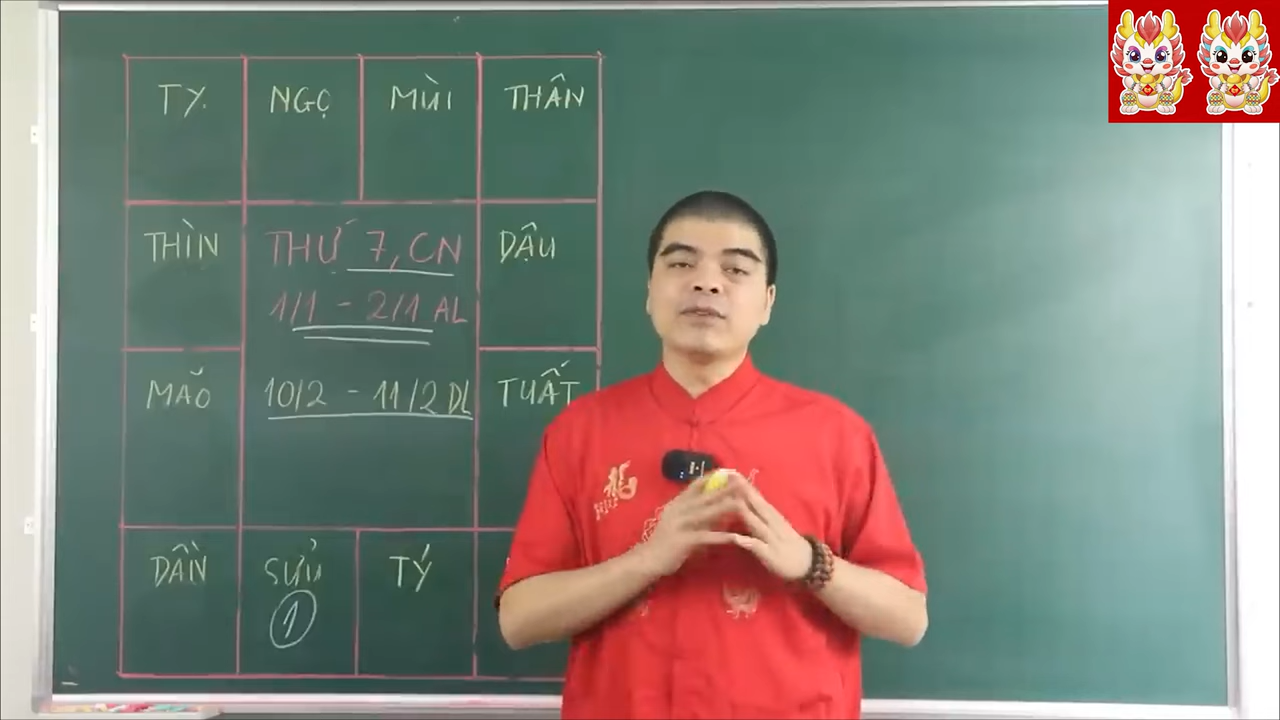 TỴ
NGỌ
MÙI
THÂN
THÌN
THỨ 7, CN
DẬU
1/1 - 2/1 AL
MÃO
10/2 - 11/2 DL
TUẤT
DẦN
SỬU
TÝ
1
龍